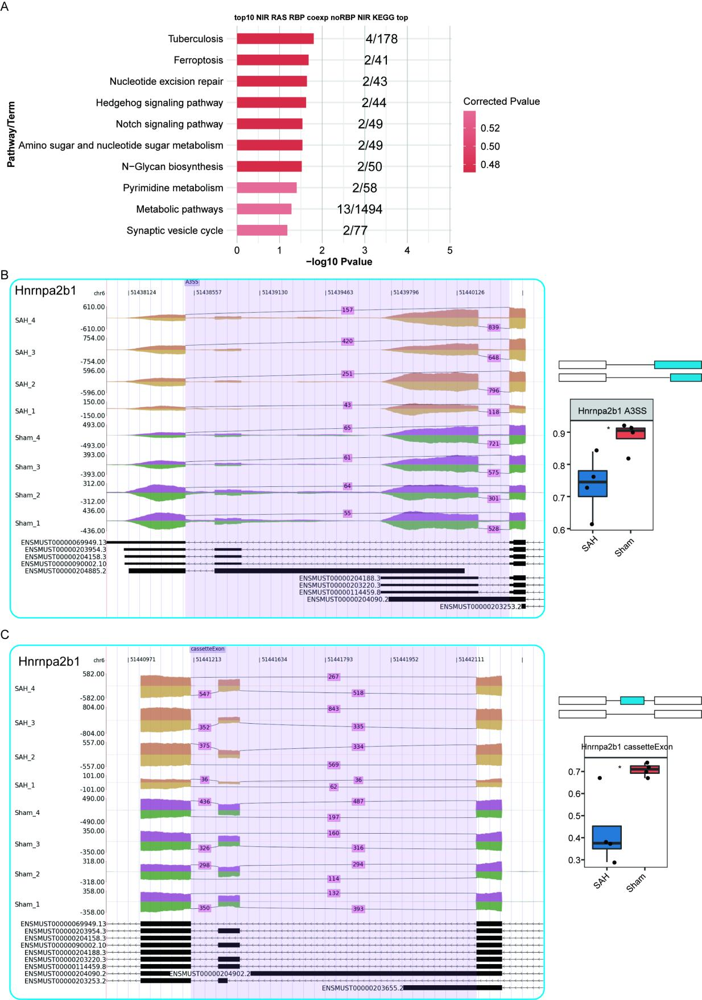 A
top10 NIR RAS RBP coexp noRBP NIR KEGG top
Pathway/Term
Tuberculosis 4/178
Ferroptosis 2/41
Nucleotide excision repair 2/43
Hedgehog signaling pathway 2/44
Notch signaling pathway 2/49
Amino sugar and nucleotide sugar metabolism 2/49
N−Glycan biosynthesis 2/50
Pyrimidine metabolism 2/58
Metabolic pathways 13/1494
Synaptic vesicle cycle 2/77
0 1 2 3 4 5
−log10 Pvalue
Corrected Pvalue
0.52
0.50
0.48
B
A3SS
Hnrnpa2b1 chr6 51438124 51438557 51439130 51439463 51439796 51440126
610.00
SAH_4 157 839
-610.00
754.00
SAH_3 420 648
-754.00
596.00
SAH_2 251 796
-596.00
150.00
SAH_1 43 118
-150.00
493.00
Sham_4 65 721
-493.00
393.00
Sham_3 61 575
-393.00
312.00
Sham_2 64 301
-312.00
436.00
Sham_1 55 528
-436.00
ENSMUST00000069949.13
ENSMUST00000203954.3
ENSMUST00000204158.3
ENSMUST00000090002.10
ENSMUST00000204885.2
ENSMUST00000204188.3
ENSMUST00000203220.3
ENSMUST00000114459.8
ENSMUST00000204090.2
ENSMUST00000203253.2
Hnrnpa2b1 A3SS
*
0.9
0.8
0.7
0.6
SAH Sham
C
cassetteExon
Hnrnpa2b1 chr6 51440971 51441213 51441634 51441793 51441952 51442111
582.00
SAH_4 267 547 518
-582.00
804.00
SAH_3 843 352 335
-804.00
557.00
SAH_2 375 334 569
-557.00
101.00
SAH_1 36 36 62
-101.00
490.00
Sham_4 436 487 197
-490.00
350.00
Sham_3 160 326 316
-350.00
318.00
Sham_2 298 294 114
-318.00
358.00
Sham_1 132 350 393
-358.00
ENSMUST00000069949.13
ENSMUST00000203954.3
ENSMUST00000204158.3
ENSMUST00000090002.10
ENSMUST00000204188.3
ENSMUST00000203220.3
ENSMUST00000114459.8
ENSMUST00000204090.2 ENSMUST00000204902.2
ENSMUST00000203253.2
ENSMUST00000203655.2
Hnrnpa2b1 cassetteExon
*
0.7
0.6
0.5
0.4
0.3
SAH Sham